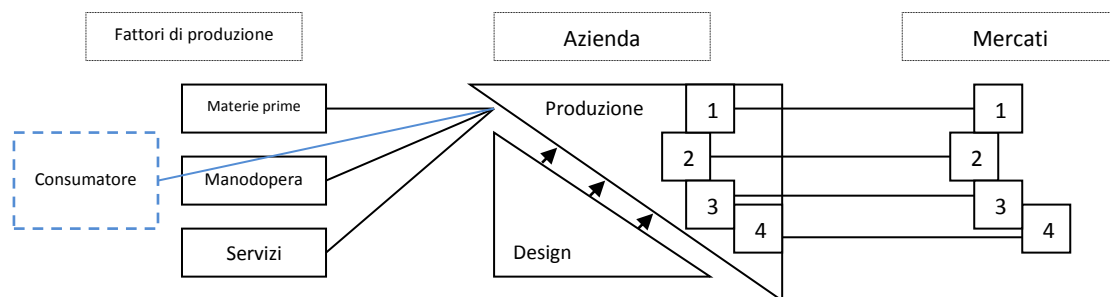 Fattori di produzione
Azienda
Mercati
Materie prime
Produzione
1
1
Consumatore
Manodopera
2
2
3
3
Servizi
Design
4
4